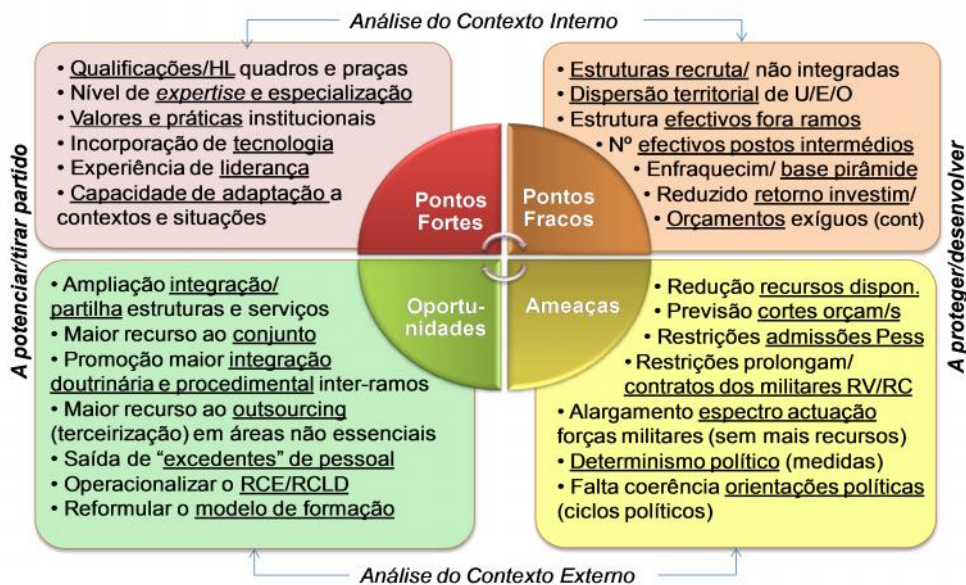 Análise do Contexto Interno
A potenciar/tirar partido
• Qualificações/HL quadros e praças
• Nível de expertise e especialização
• Valores e práticas institucionais
• Incorporação de tecnologia
• Experiência de liderança
• Capacidade de adaptação a
contextos e situações
• Estruturas recruta/ não integradas
• Dispersão territorial de U/E/O
• Estrutura efectivos fora ramos
• Nº efectivos postos intermédios
• Enfraquecim/ base pirâmide
• Reduzido retorno investim/
• Orçamentos exíguos (cont)
A proteger/desenvolver
Pontos
Fortes
Pontos
Fracos
Oportu-
nidades
Ameaças
• Ampliação integração/
partilha estruturas e serviços
• Maior recurso ao conjunto
• Promoção maior integração
doutrinária e procedimental inter-ramos
• Maior recurso ao outsourcing
(terceirização) em áreas não essenciais
• Saída de “excedentes” de pessoal
• Operacionalizar o RCE/RCLD
• Reformular o modelo de formação
• Redução recursos dispon.
• Previsão cortes orçam/s
• Restrições admissões Pess
• Restrições prolongam/
contratos dos militares RV/RC
• Alargamento espectro actuação
forças militares (sem mais recursos)
• Determinismo político (medidas)
• Falta coerência orientações políticas
(ciclos políticos)
Análise do Contexto Externo